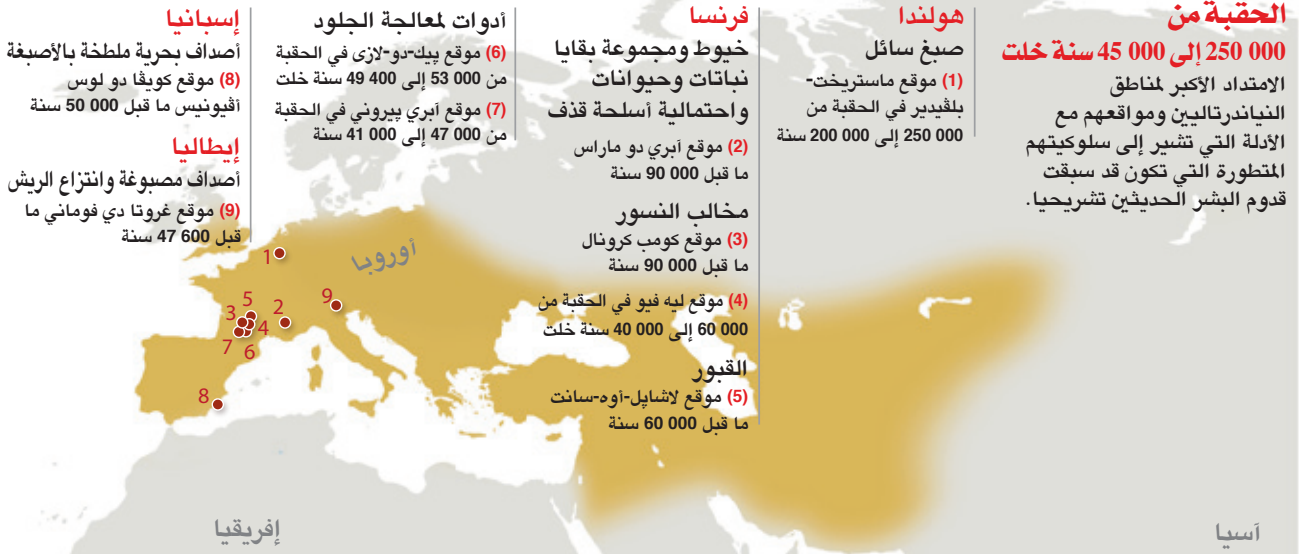 الحقبة من
250 000 إلى 45 000 سنة خلت
الامتداد الأكبر لمناطق
النياندرتاليين ومواقعهم مع
الأدلة التي تشير إلى سلوكيتهم
المتطورة التي تكون قد سبقت
قدوم البشر الحديثين تشريحيا.
هولندا
صبغ سائل
(1) موقع ماستريخت-
بلڤيدير في الحقبة من
250 000 إلى 200 000 سنة
فرنسا
خيوط ومجموعة بقايا
نباتات وحيوانات
واحتمالية أسلحة قذف
(2) موقع آبري دو ماراس
ما قبل 90 000 سنة
مخالب النسور
(3) موقع كومب كرونال
ما قبل 90 000 سنة
(4) موقع ليه فيو في الحقبة من
60 000 إلى 40 000 سنة خلت
القبور
(5) موقع لاشاپل-أوه-سانت
ما قبل 60 000 سنة
أدوات لمعالجة الجلود
(6) موقع پيك-دو-لازى في الحقبة
من 53 000 إلى 49 400 سنة خلت
(7) موقع آبري پيروني في الحقبة
من 47 000 إلى 41 000 سنة
إسبانيا
أصداف بحرية ملطخة بالأصبغة
(8) موقع كويڤا دو لوس
أڤيونيس ما قبل 50 000 سنة
إيطاليا
أصداف مصبوغة وانتزاع الريش
(9) موقع غروتا دي فوماني ما
قبل 47 600 سنة
أوروبا
1
9
2
5
3
4
7
6
8
إفريقيا
آسيا